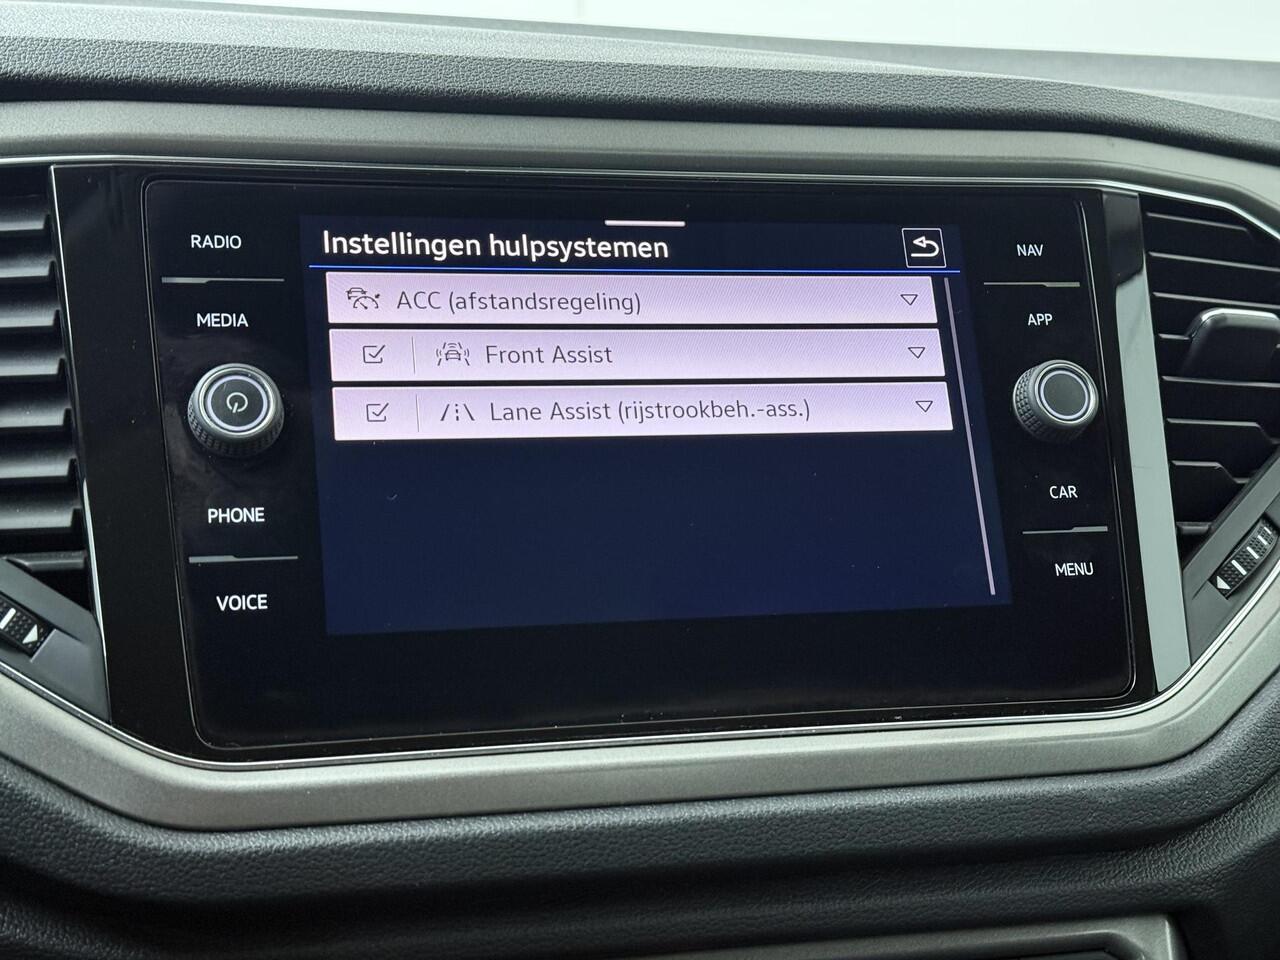 RADIO
MEDIA
PHONE
VOICE
Instellingen hulpsystemen
ACC (afstandsregeling)
Front Assist
Lane Assist (rijstrookbeh.-ass.)
NAV
APP
CAR
MENU